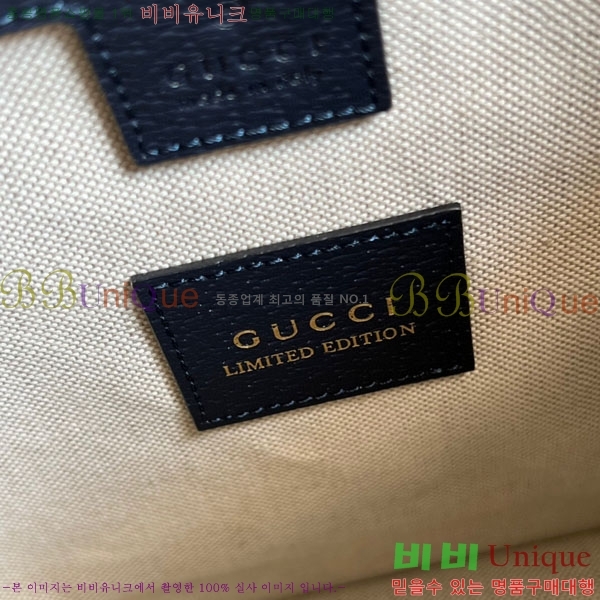 비비유니크
GUCCI
BBUniQue 동종업계 최고의 품질 NO.1 BBUniQue
GUCCI
LIMITED EDITION
비비 Unique
-본 이미지는 비비유니크에서 촬영한 100% 실사 이미지 입니다.-
믿을수 있는 명품구매대행